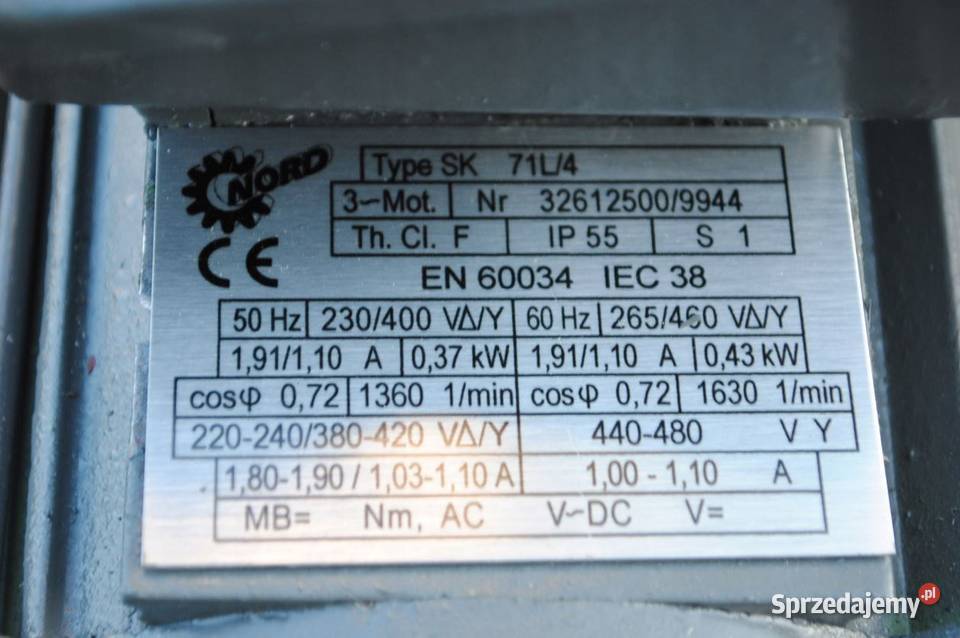 NORD
Type SK 71L/4
3~Mot. Nr 32612500/9944
Th. Cl. F IP 55 S 1
CE
EN 60034 IEC 38
50 Hz 230/400 VΔ/Y 60 Hz 265/460 VΔ/Y
1,91/1,10 A 0,37 kW 1,91/1,10 A 0,43 kW
cosφ 0,72 1360 1/min cosφ 0,72 1630 1/min
220-240/380-420 VΔ/Y 440-480 V Y
1,80-1,90 / 1,03-1,10 A 1,00 - 1,10 A
MB= Nm, AC V~DC V=
Sprzedajemy.pl